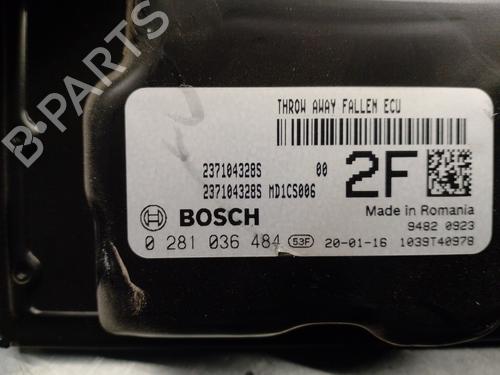 THROW AWAY FALLEN ECU
237104328S 00
237104328S MD1CS006
2F
BOSCH
Made in Romania
9482 0923
0 281 036 484 53F 20-01-16 1039T40978